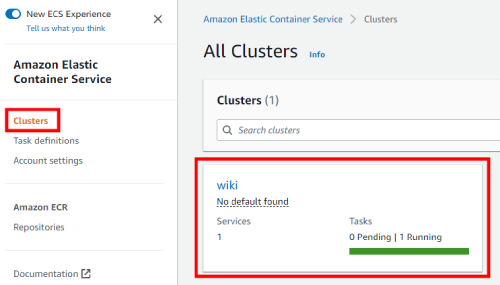 New ECS Experience
Tell us what you think
Amazon Elastic
Container Service
Clusters
Task definitions
Account settings
Amazon ECR
Repositories
Documentation
Amazon Elastic Container Service > Clusters
All Clusters Info
Clusters (1)
Search clusters
wiki
No default found
Services Tasks
1 0 Pending | 1 Running